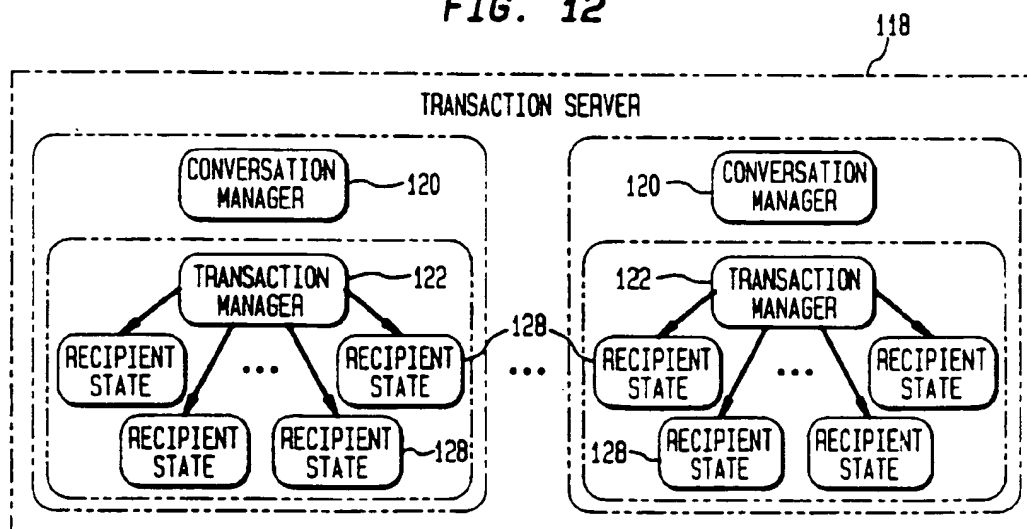 FIG. 12
118
TRANSACTION SERVER
CONVERSATION
MANAGER
120
120
CONVERSATION
MANAGER
TRANSACTION
MANAGER
122
122
TRANSACTION
MANAGER
RECIPIENT
STATE
...
RECIPIENT
STATE
128
...
RECIPIENT
STATE
...
RECIPIENT
STATE
RECIPIENT
STATE
RECIPIENT
STATE
128
128
RECIPIENT
STATE
RECIPIENT
STATE